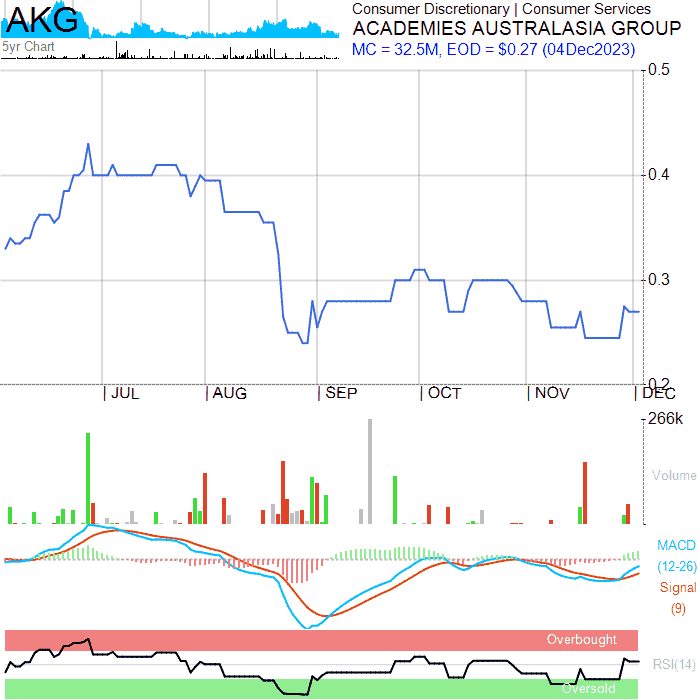 AKG
5yr Chart
Consumer Discretionary | Consumer Services
ACADEMIES AUSTRALASIA GROUP
MC = 32.5M, EOD = $0.27 (04Dec2023)
0.5
0.4
0.3
0.2
JUL AUG SEP OCT NOV DEC
266k
Volume
MACD
(12-26)
Signal
(9)
Overbought
RSI(14)
Oversold